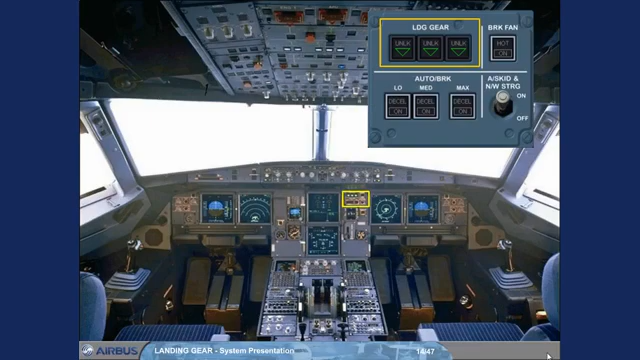 LDG GEAR
BRK FAN
UNLK UNLK UNLK
HOT
ON
AUTO/BRK
A/SKID &
N/W STRG
LO MED MAX
ON
DECEL DECEL DECEL
ON ON ON
OFF
AIRBUS
LANDING GEAR - System Presentation
14/47